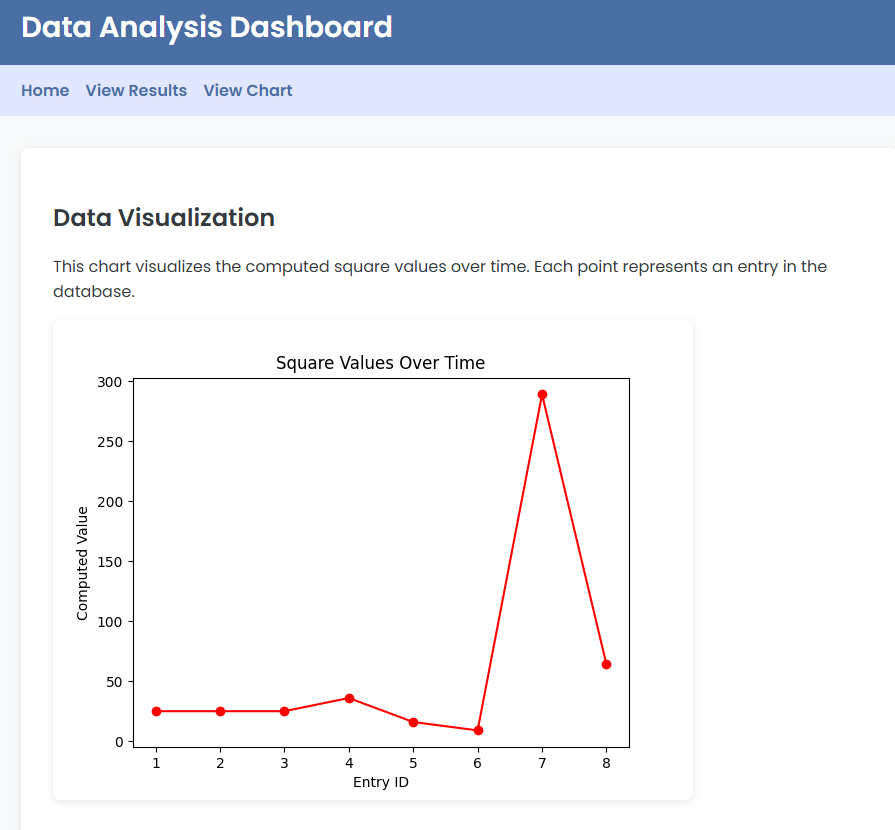 Data Analysis Dashboard
Home View Results View Chart
Data Visualization
This chart visualizes the computed square values over time. Each point represents an entry in the
database.
Square Values Over Time
300
250
200
150
100
50
0
Computed Value
1 2 3 4 5 6 7 8
Entry ID